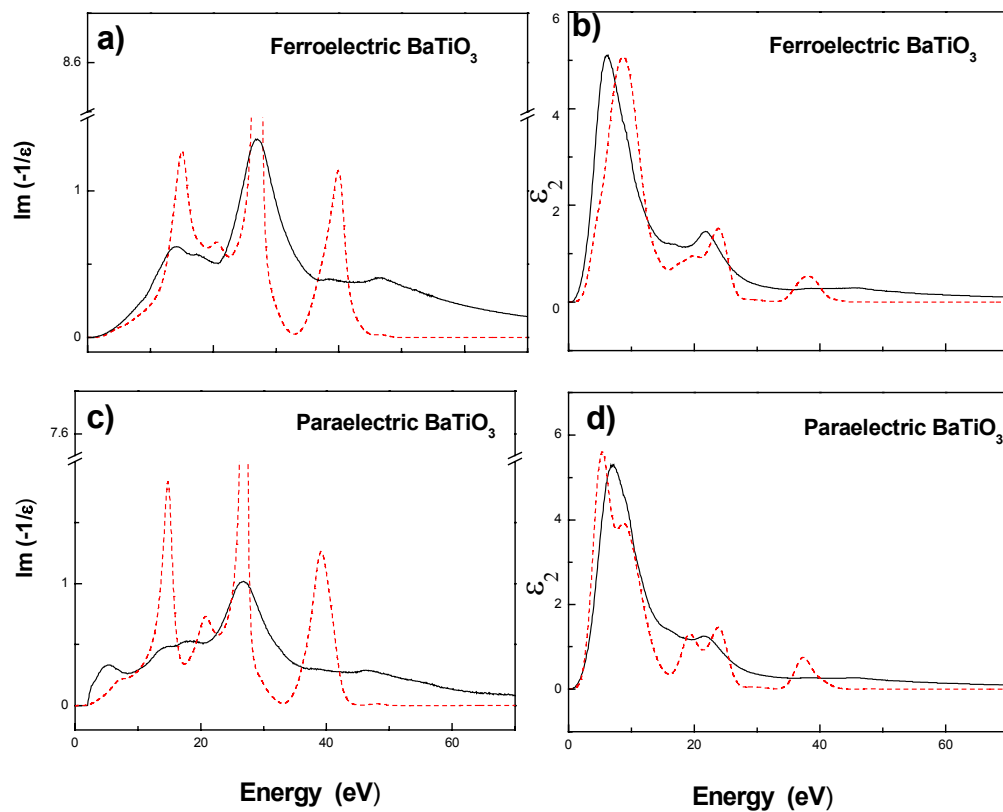 a)
Ferroelectric BaTiO₃
8.6
1
0
Im (-1/ε)
b)
Ferroelectric BaTiO₃
6
4
2
0
ε₂
c)
Paraelectric BaTiO₃
7.6
1
0
Im (-1/ε)
0 20 40 60
Energy (eV)
d)
Paraelectric BaTiO₃
6
4
2
0
ε₂
0 20 40 60
Energy (eV)